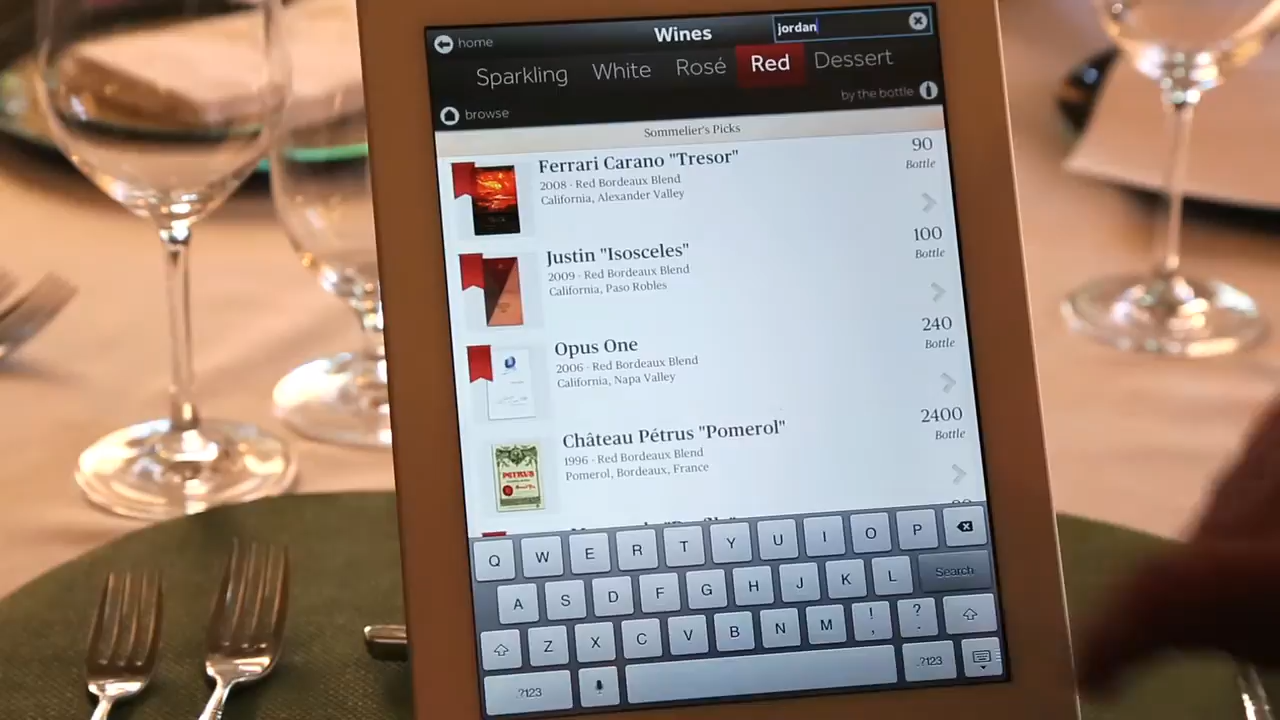 home
Wines
jordan
Sparkling White Rosé Red Dessert
browse
by the bottle
Sommelier's Picks
Ferrari Carano "Tresor"
2008 - Red Bordeaux Blend
California, Alexander Valley
90
Bottle
Justin "Isosceles"
2009 - Red Bordeaux Blend
California, Paso Robles
100
Bottle
Opus One
2006 - Red Bordeaux Blend
California, Napa Valley
240
Bottle
PETRUS
Château Pétrus "Pomerol"
1996 - Red Bordeaux Blend
Pomerol, Bordeaux, France
2400
Bottle
Q W E R T Y U I O P
A S D F G H J K L Search
Z X C V B N M ! , ? .
.?123 .?123